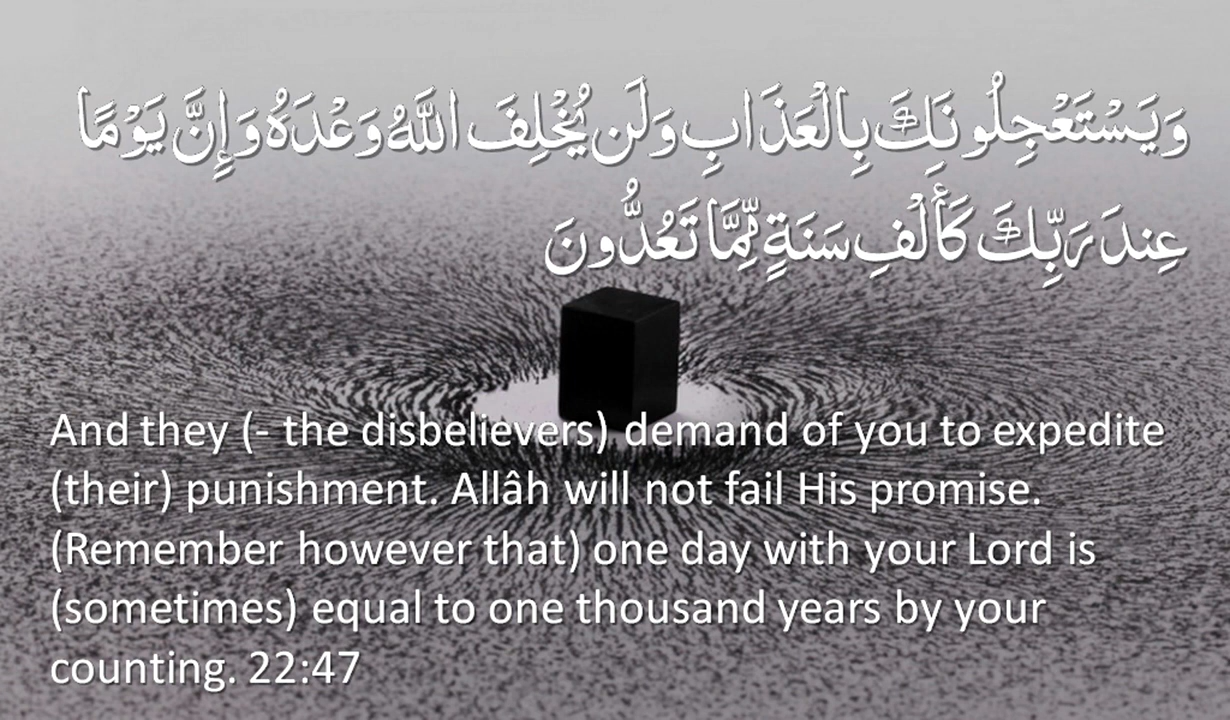 وَيَسْتَعْجِلُونَكَ بِالْعَذَابِ وَلَن يُخْلِفَ اللَّهُ وَعْدَهُ وَإِنَّ يَوْمًا
عِندَ رَبِّكَ كَأَلْفِ سَنَةٍ مِّمَّا تَعُدُّونَ
And they (- the disbelievers) demand of you to expedite
(their) punishment. Allâh will not fail His promise.
(Remember however that) one day with your Lord is
(sometimes) equal to one thousand years by your
counting. 22:47